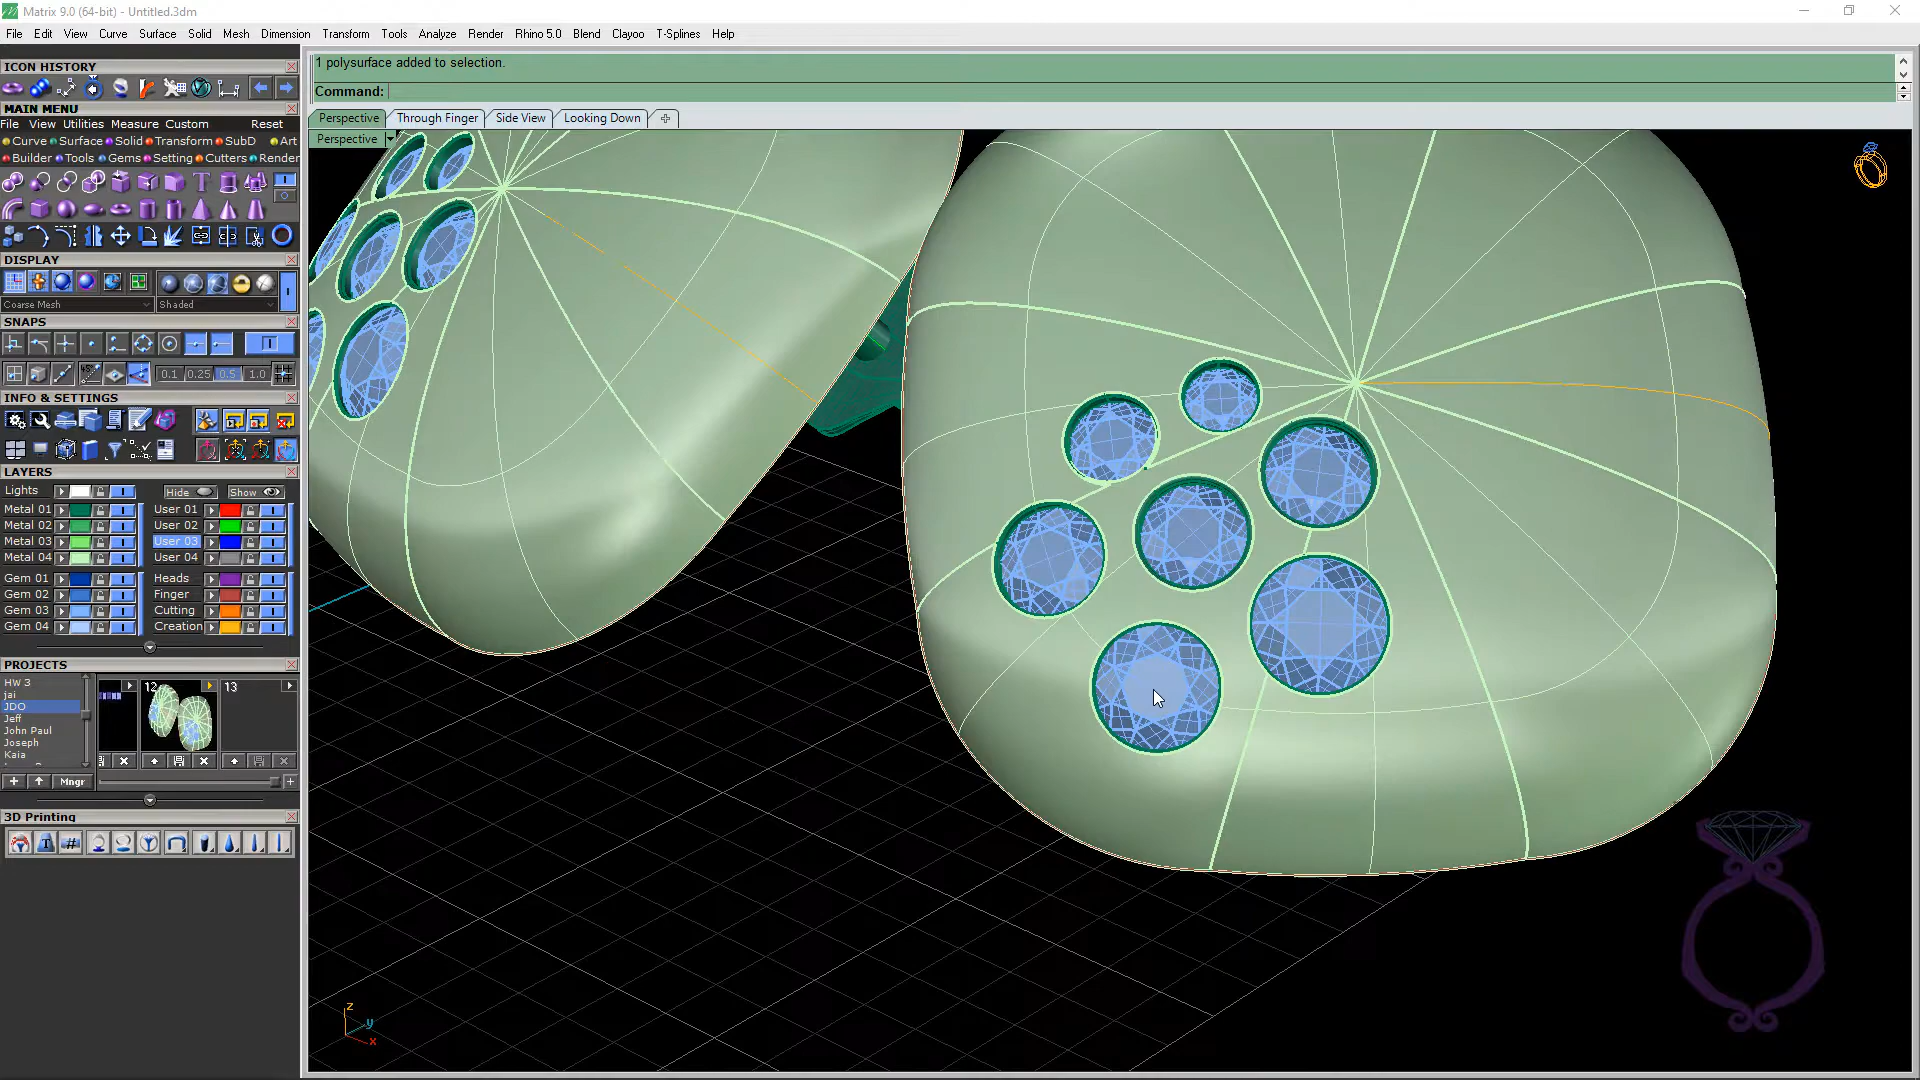 Matrix 9.0 (64-bit) - Untitled.3dm
File Edit View Curve Surface Solid Mesh Dimension Transform Tools Analyze Render Rhino 5.0 Blend Clayoo T-Splines Help
ICON HISTORY
1 polysurface added to selection.
Command:
MAIN MENU
File View Utilities Measure Custom Reset
Perspective Through Finger Side View Looking Down
Perspective
Curve Surface Solid Transform SubD Art
Builder Tools Gems Setting Cutters Render
DISPLAY
Coarse Mesh Shaded
SNAPS
0.1 0.25 0.5 1.0
INFO & SETTINGS
LAYERS
Lights Hide Show
Metal 01 User 01
Metal 02 User 02
Metal 03 User 03
Metal 04 User 04
Gem 01 Heads
Gem 02 Finger
Gem 03 Cutting
Gem 04 Creation
PROJECTS
HW 3
jai
JDO
Jeff
John Paul
Joseph
Kaia
12 13
Mngr
3D Printing
z
y
x